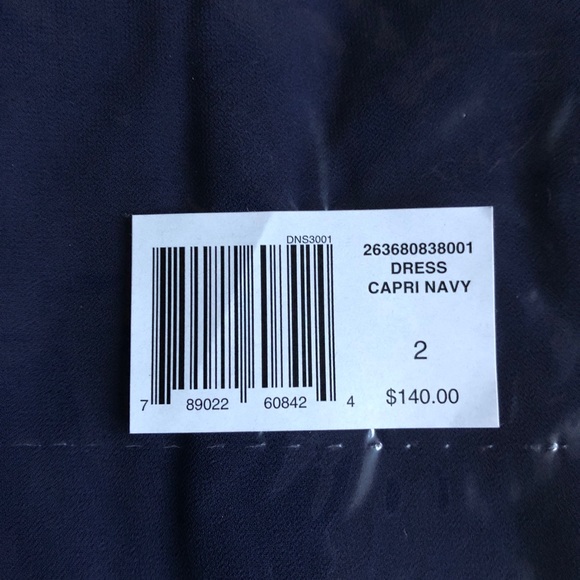 DNS3001
7 89022 60842 4
263680838001
DRESS
CAPRI NAVY
2
$140.00